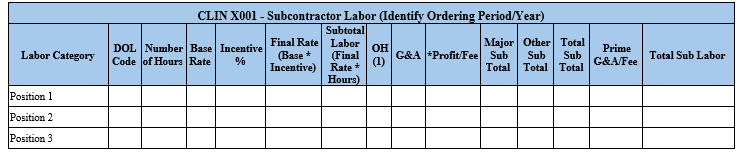 CLIN X001 - Subcontractor Labor (Identify Ordering Period/Year)
Labor Category
DOL Code
Number of Hours
Base Rate
Incentive %
Final Rate (Base * Incentive)
Subtotal Labor (Final Rate * Hours)
OH (1)
G&A
*Profit/Fee
Major Sub Total
Other Sub Total
Total Sub Total
Prime G&A/Fee
Total Sub Labor
Position 1
Position 2
Position 3